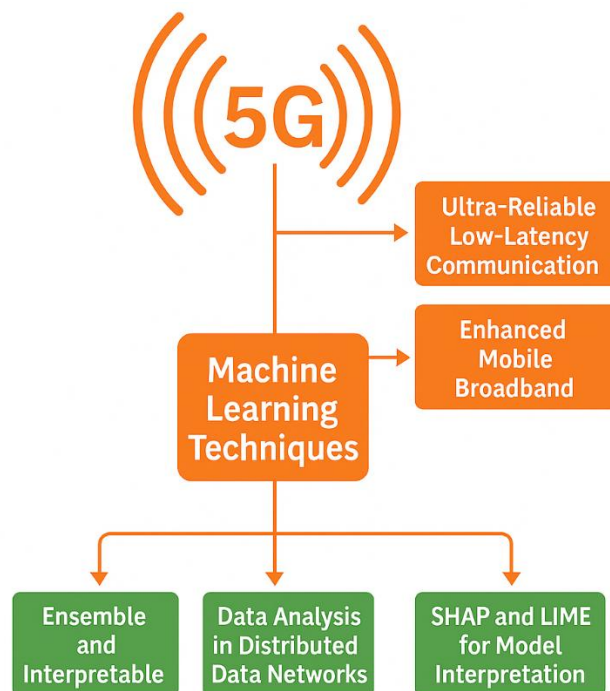 5G
Ultra-Reliable
Low-Latency
Communication
Enhanced
Mobile
Broadband
Machine
Learning
Techniques
Ensemble
and
Interpretable
Data Analysis
in Distributed
Data Networks
SHAP and LIME
for Model
Interpretation